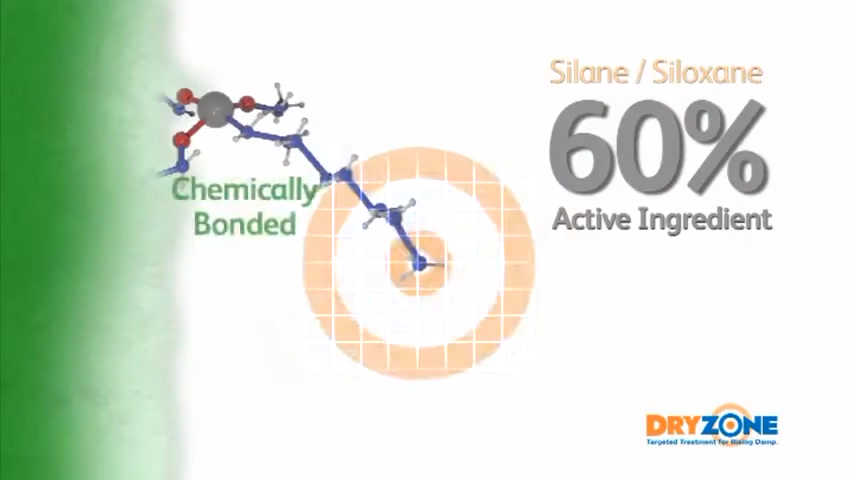 Silane / Siloxane
60%
Active Ingredient
Chemically
Bonded
DRYZONE
Targeted Treatment for Rising Damp.